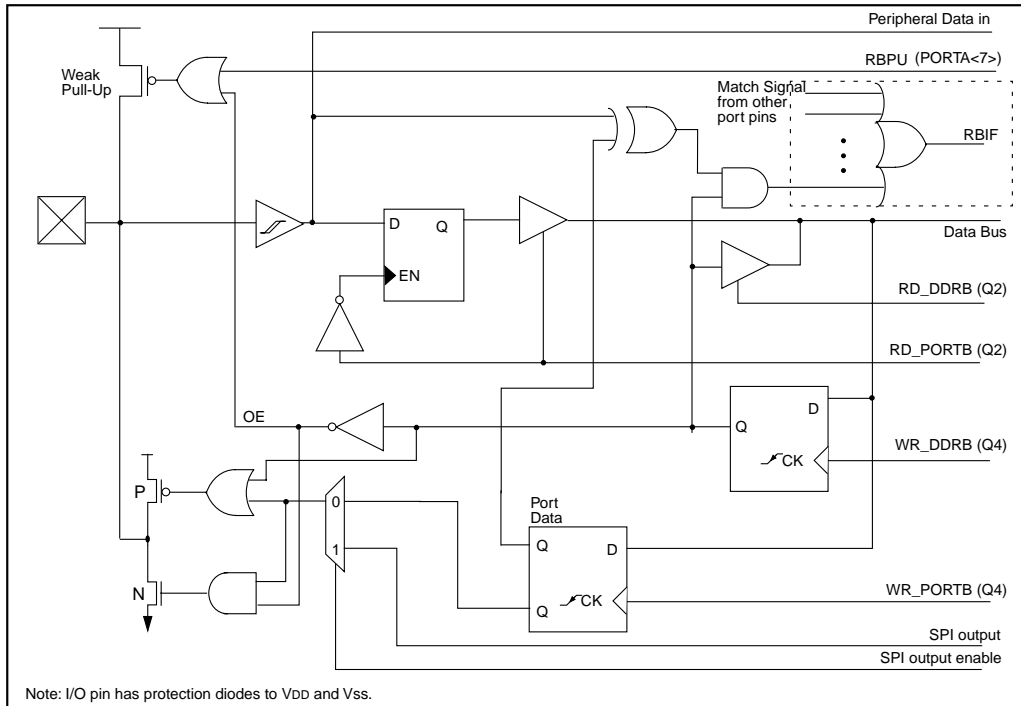 Peripheral Data in
RBPU (PORTA<7>)
Weak
Pull-Up
Match Signal
from other
port pins
RBIF
D
Q
EN
Data Bus
RD_DDRB (Q2)
RD_PORTB (Q2)
OE
D
Q
CK
WR_DDRB (Q4)
P
0
1
Port
Data
Q
D
N
Q
CK
WR_PORTB (Q4)
SPI output
SPI output enable
Note: I/O pin has protection diodes to VDD and Vss.